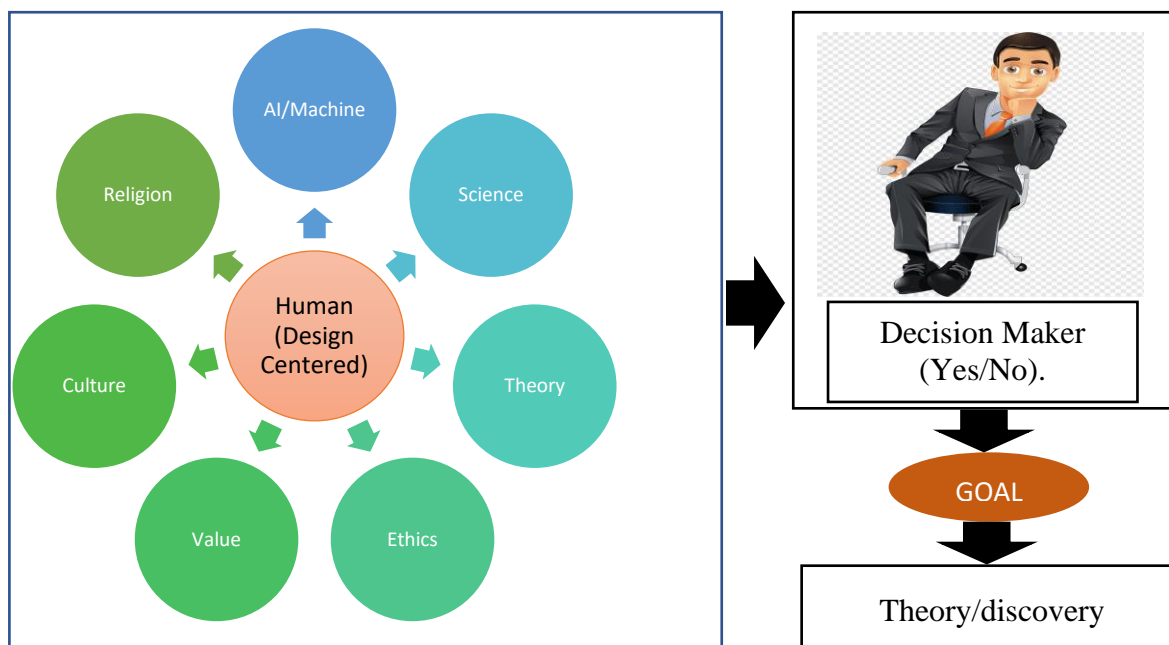 AI/Machine
Science
Theory
Ethics
Value
Culture
Religion
Human
(Design
Centered)
Decision Maker
(Yes/No).
GOAL
Theory/discovery